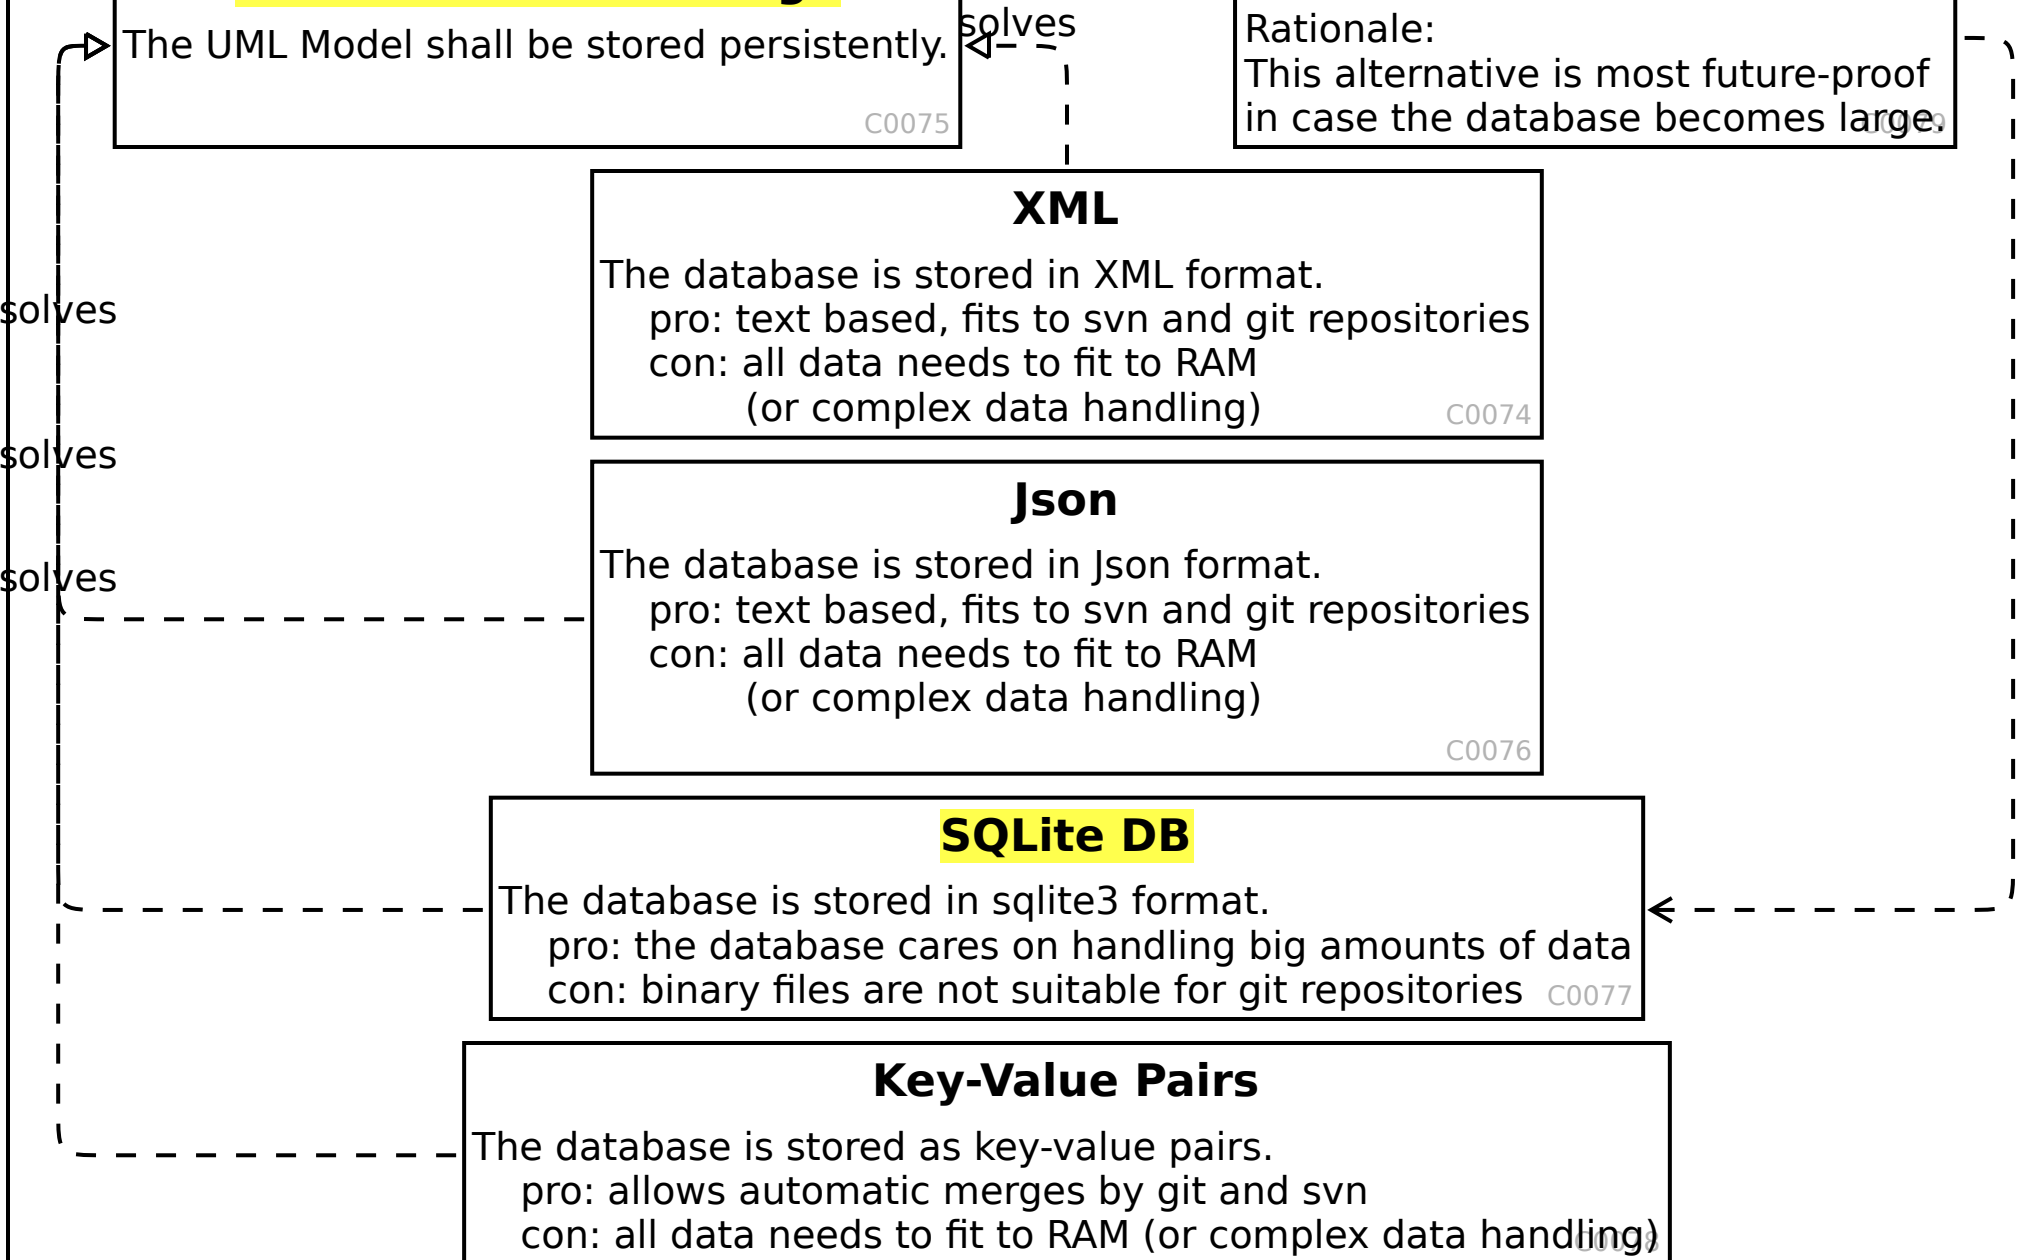 solves
The UML Model shall be stored persistently.
C0075
Rationale:
This alternative is most future-proof
in case the database becomes large.
C0079
XML
The database is stored in XML format.
pro: text based, fits to svn and git repositories
con: all data needs to fit to RAM
(or complex data handling)
C0074
solves
solves
solves
Json
The database is stored in Json format.
pro: text based, fits to svn and git repositories
con: all data needs to fit to RAM
(or complex data handling)
C0076
SQLite DB
The database is stored in sqlite3 format.
pro: the database cares on handling big amounts of data
con: binary files are not suitable for git repositories
C0077
Key-Value Pairs
The database is stored as key-value pairs.
pro: allows automatic merges by git and svn
con: all data needs to fit to RAM (or complex data handling)
C0078